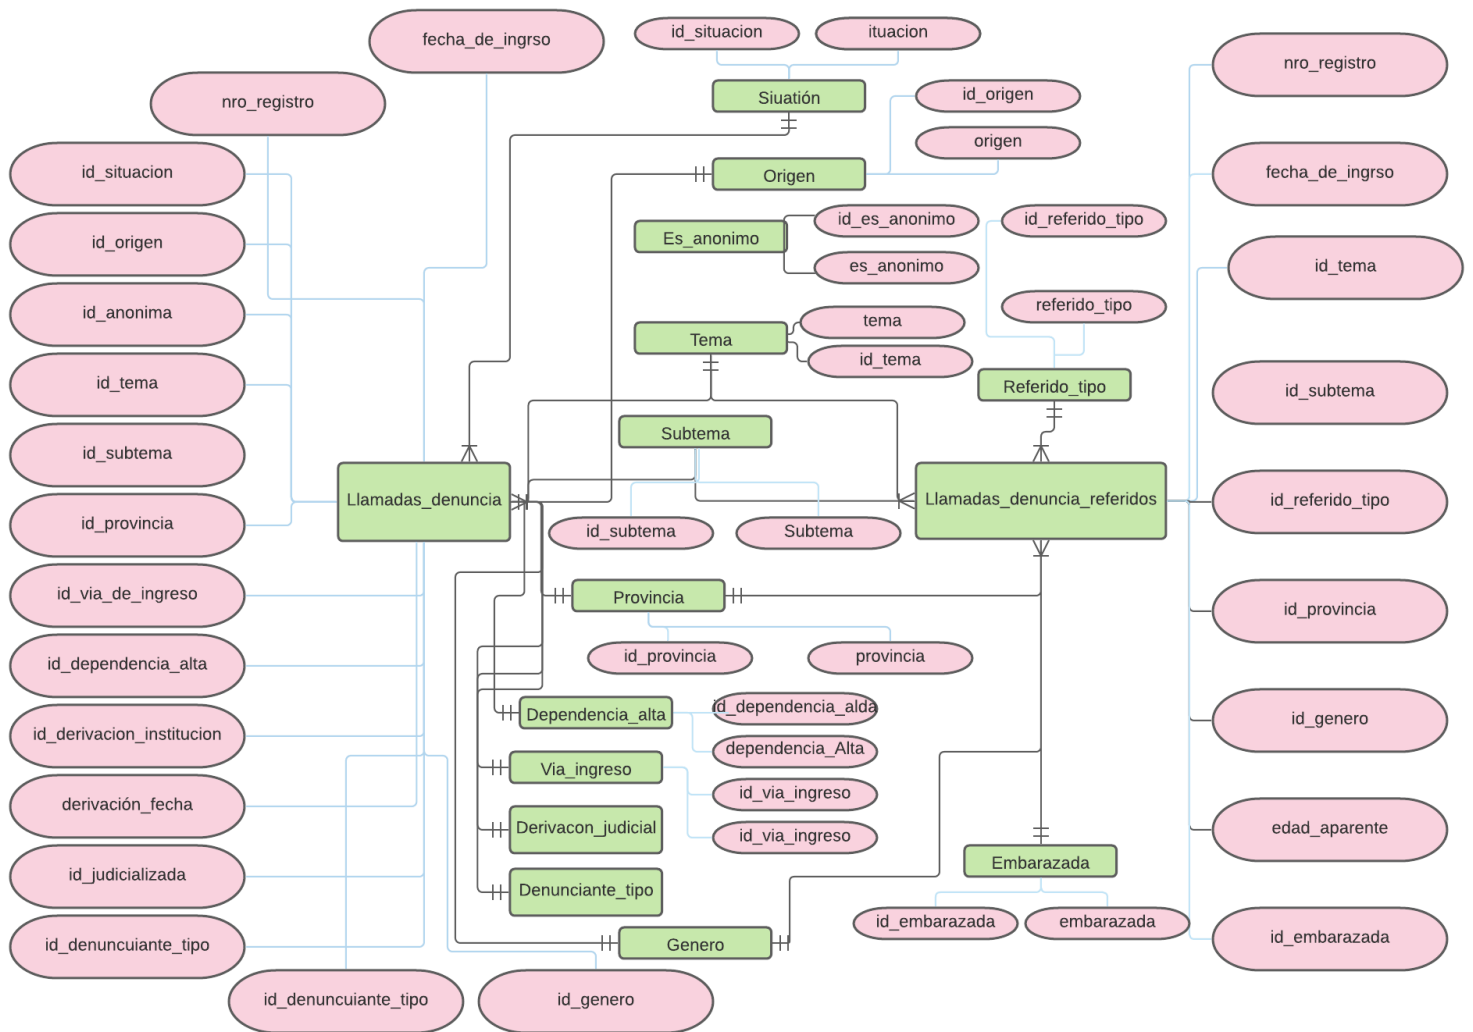 fecha_de_ingrso
id_situacion
ituacion
nro_registro
nro_registro
Siuatión
id_origen
origen
id_situacion
Origen
fecha_de_ingrso
id_origen
Es_anonimo
id_es_anonimo
es_anonimo
id_referido_tipo
id_tema
id_anonima
referido_tipo
tema
Tema
id_tema
id_tema
Referido_tipo
id_subtema
Subtema
id_subtema
Llamadas_denuncia
Llamadas_denuncia_referidos
id_referido_tipo
id_provincia
id_subtema
Subtema
id_via_de_ingreso
Provincia
id_provincia
id_provincia
provincia
id_dependencia_alta
Dependencia_alta
id_dependencia_alda
id_genero
id_derivacion_institucion
dependencia_Alta
Via_ingreso
id_via_ingreso
derivación_fecha
Derivacon_judicial
id_via_ingreso
edad_aparente
id_judicializada
Embarazada
Denunciante_tipo
id_embarazada
embarazada
id_denuncuiante_tipo
Genero
id_embarazada
id_denuncuiante_tipo
id_genero